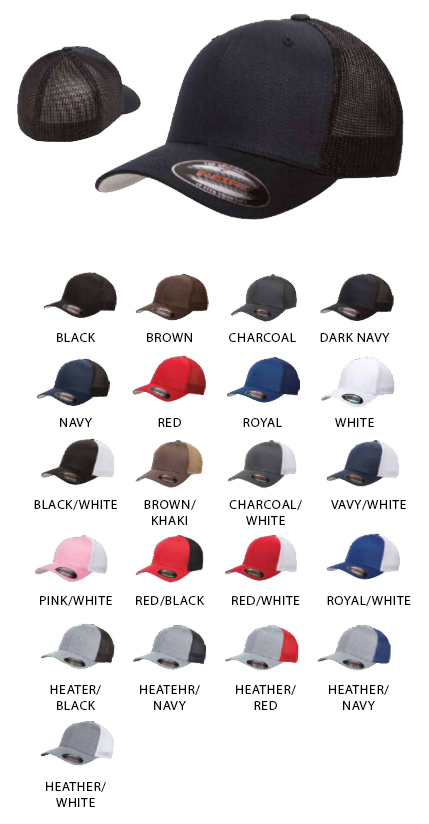 BLACK BROWN CHARCOAL DARK NAVY
NAVY RED ROYAL WHITE
BLACK/WHITE BROWN/ KHAKI CHARCOAL/ WHITE VAVY/WHITE
PINK/WHITE RED/BLACK RED/WHITE ROYAL/WHITE
HEATER/ BLACK HEATEHR/ NAVY HEATHER/ RED HEATHER/ NAVY
HEATHER/
WHITE